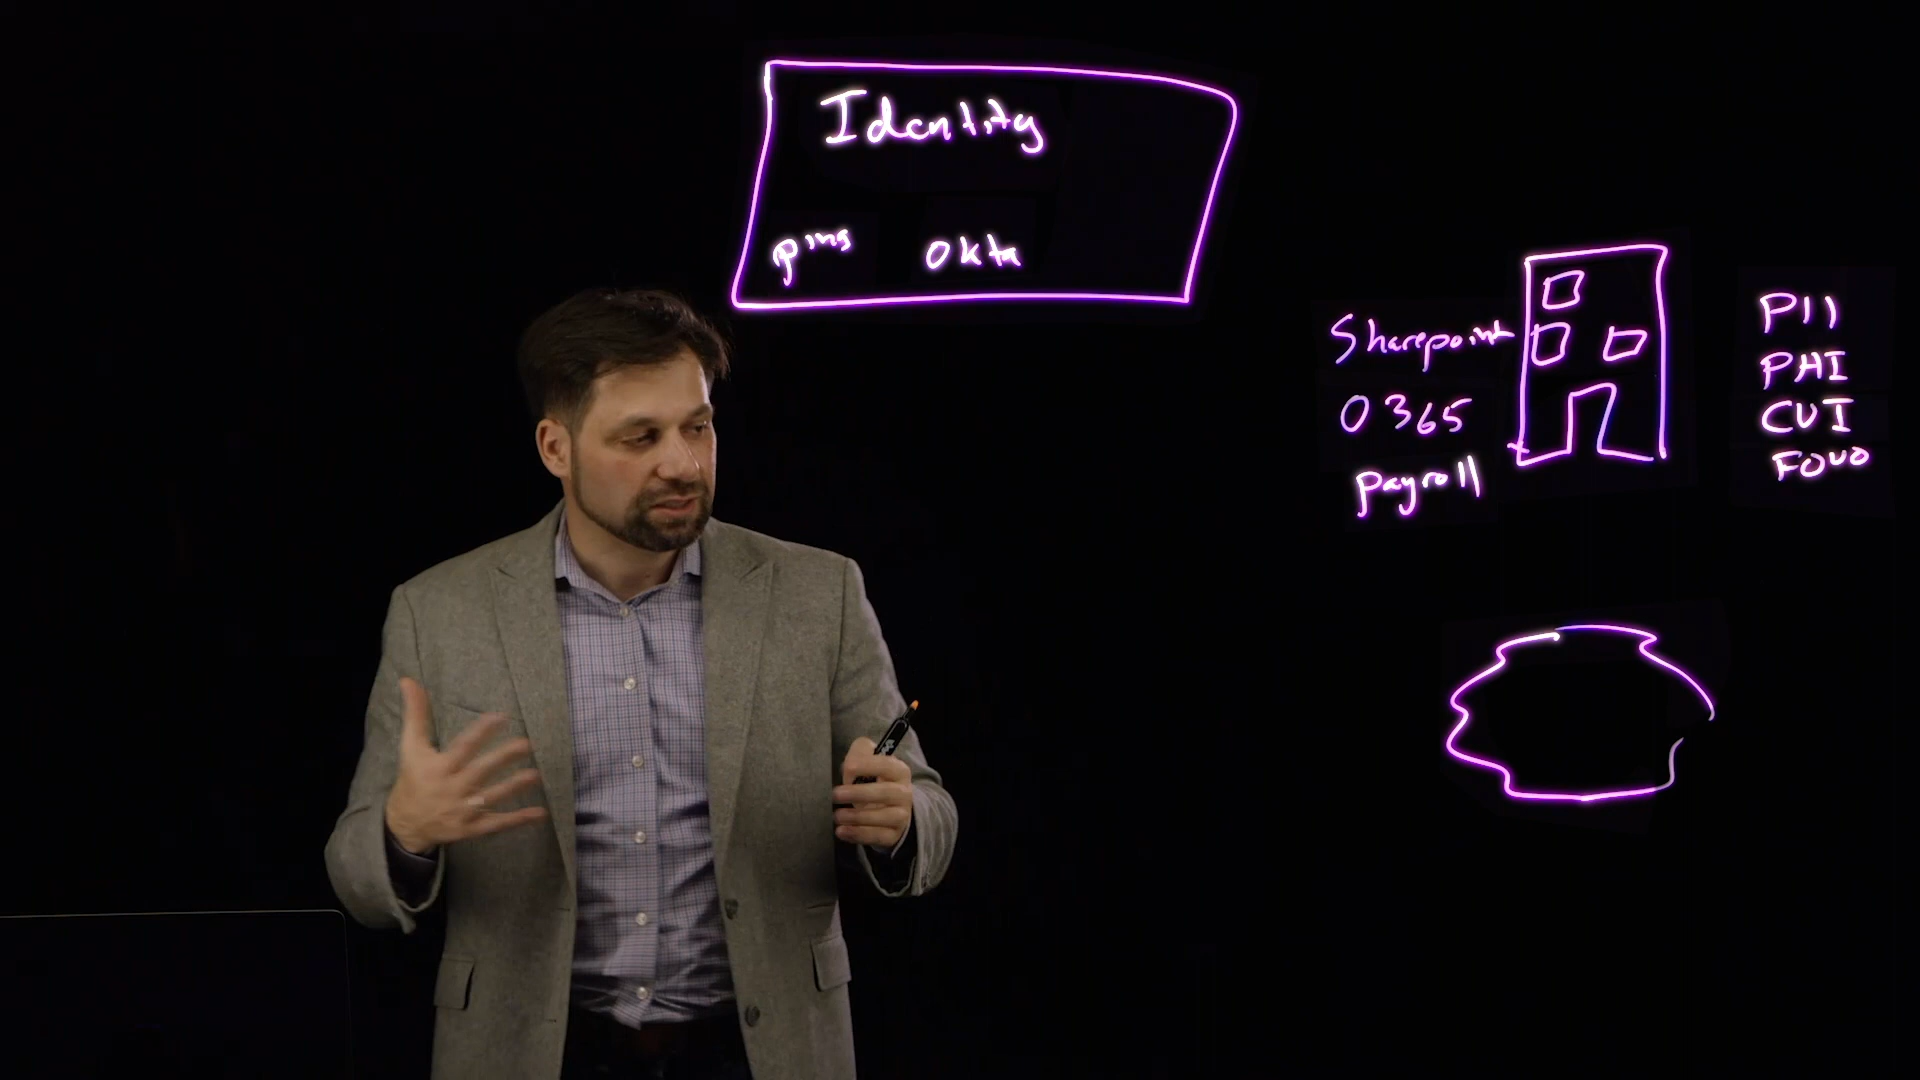 Identity
ping okta
Sharepoint
O365
payroll
PII
PHI
CUI
FOUO